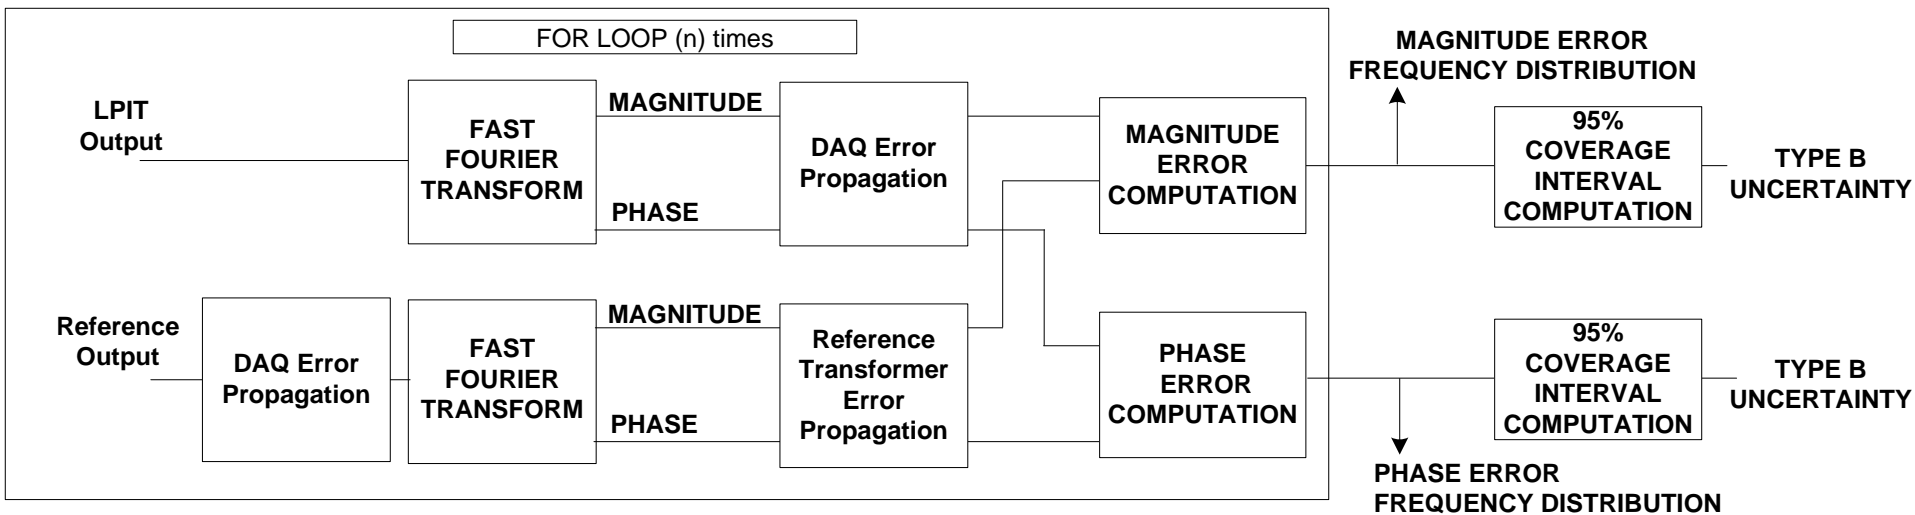 FOR LOOP (n) times
LPIT
Output
FAST
FOURIER
TRANSFORM
MAGNITUDE
PHASE
DAQ Error
Propagation
MAGNITUDE
ERROR
COMPUTATION
MAGNITUDE ERROR
FREQUENCY DISTRIBUTION
95%
COVERAGE
INTERVAL
COMPUTATION
TYPE B
UNCERTAINTY
Reference
Output
DAQ Error
Propagation
FAST
FOURIER
TRANSFORM
MAGNITUDE
PHASE
Reference
Transformer
Error
Propagation
PHASE
ERROR
COMPUTATION
95%
COVERAGE
INTERVAL
COMPUTATION
TYPE B
UNCERTAINTY
PHASE ERROR
FREQUENCY DISTRIBUTION